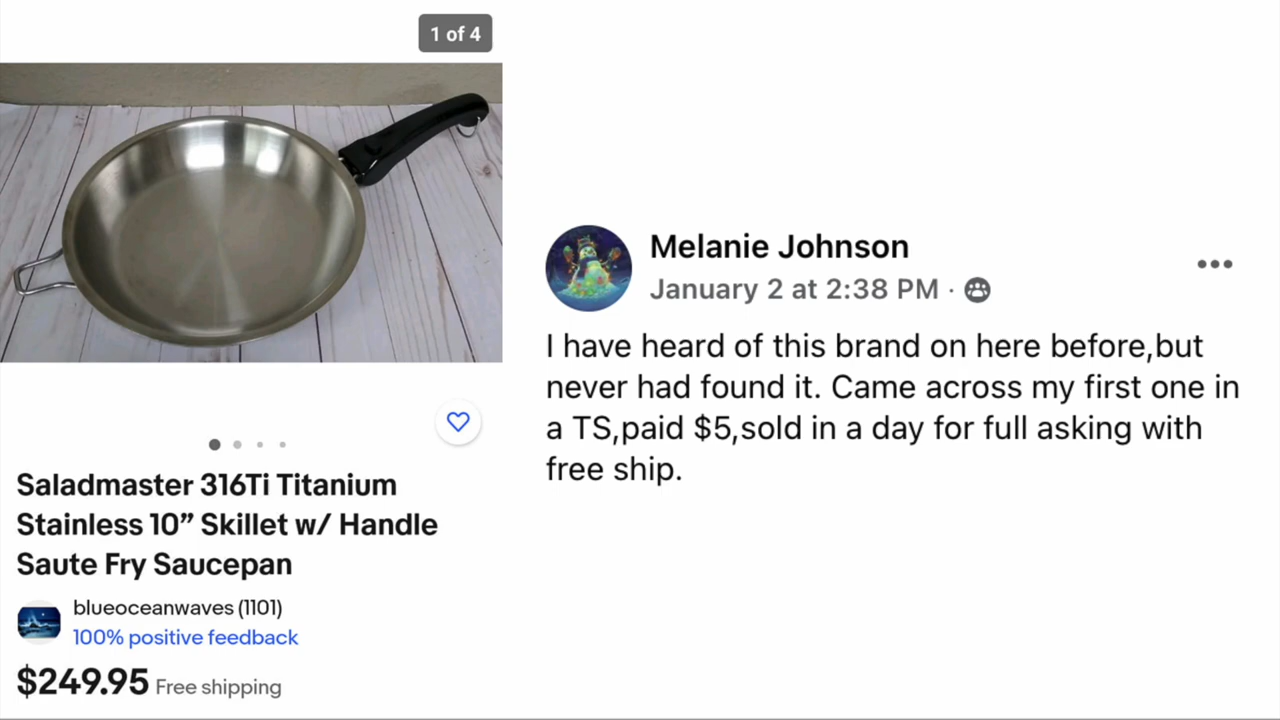 1 of 4
Saladmaster 316Ti Titanium
Stainless 10” Skillet w/ Handle
Saute Fry Saucepan
blueoceanwaves (1101)
100% positive feedback
$249.95 Free shipping
Melanie Johnson
January 2 at 2:38 PM ·
I have heard of this brand on here before,but
never had found it. Came across my first one in
a TS,paid $5,sold in a day for full asking with
free ship.